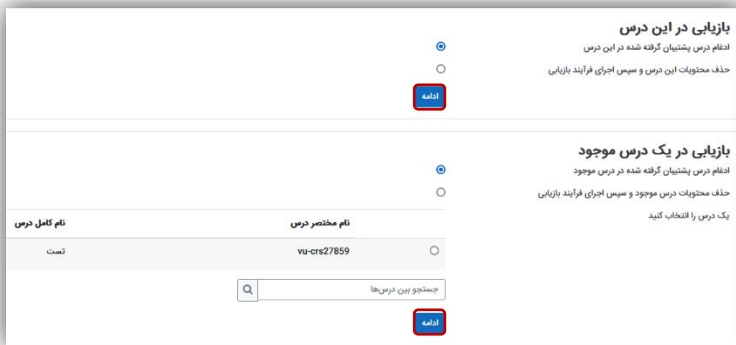 بازیابی در این درس
ادغام درس پشتیبان گرفته شده در این درس
حذف محتویات این درس و سپس اجرای فرآیند بازیابی
ادامه
بازیابی در یک درس موجود
ادغام درس پشتیبان گرفته شده در درس موجود
حذف محتویات درس موجود و سپس اجرای فرآیند بازیابی
یک درس را انتخاب کنید
نام مختصر درس نام کامل درس
vu-crs27859 تست
جستجو بین درس‌ها
ادامه